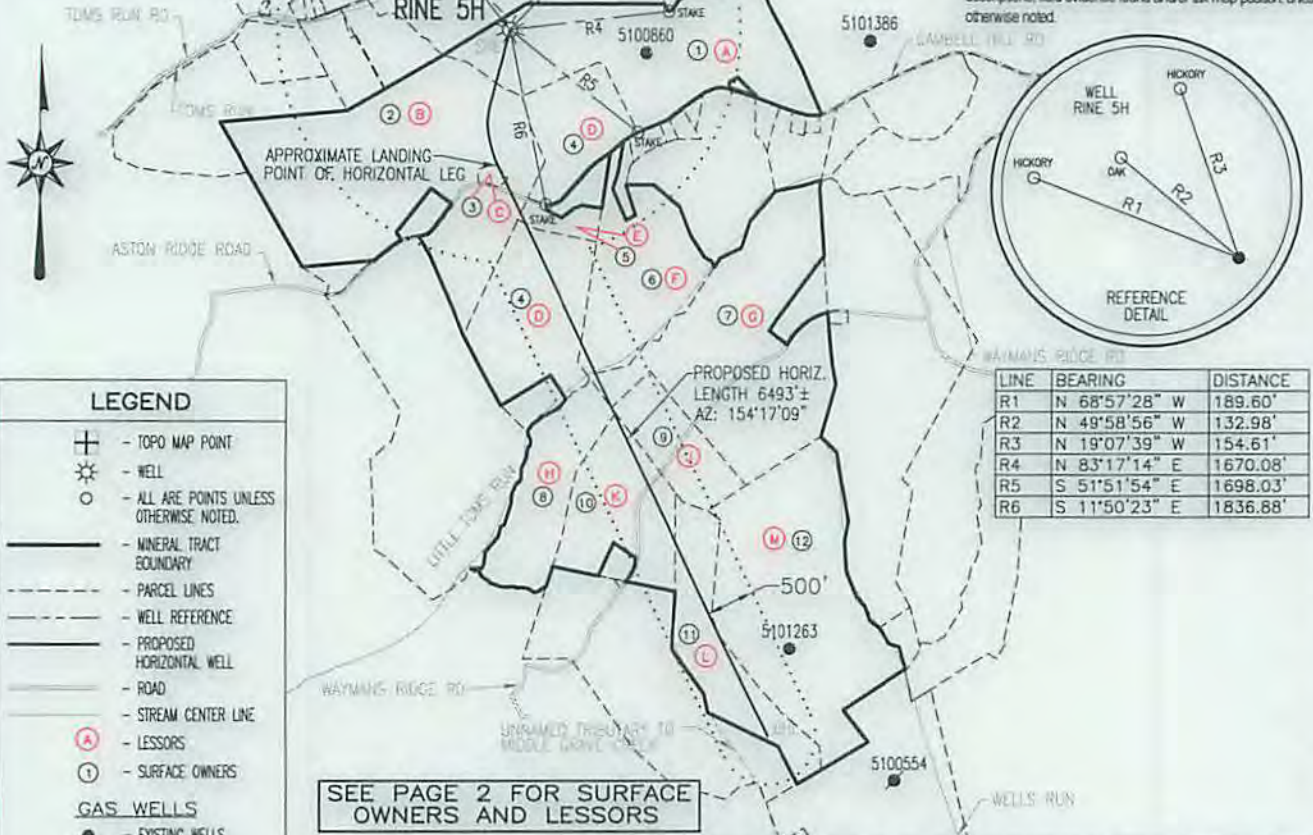 otherwise noted.
TOMS RUN RD
RINE 5H
STAKE
R4
5100860
1 A
5101386
GAMBELL HILL RD
TOMS RUN
2 B
R5
R6
4 D
STAKE
N
APPROXIMATE LANDING
POINT OF HORIZONTAL LEG
3
C
STAKE
E
5
6 F
ASTON RIDGE ROAD
4
D
7 G
WELL
RINE 5H
HICKORY
HICKORY
OAK
R1
R2
R3
REFERENCE
DETAIL
WAYMANS RIDGE RD
LINE BEARING DISTANCE
R1 N 68°57'28" W 189.60'
R2 N 49°58'56" W 132.98'
R3 N 19°07'39" W 154.61'
R4 N 83°17'14" E 1670.08'
R5 S 51°51'54" E 1698.03'
R6 S 11°50'23" E 1836.88'
PROPOSED HORIZ.
LENGTH 6493'±
AZ: 154°17'09"
9
J
H
8
10 K
LITTLE TOMS RUN
M 12
500'
5101263
11
L
WAYMANS RIDGE RD
UNNAMED TRIBUTARY TO
MIDDLE GRAVE CREEK
5100554
WELLS RUN
LEGEND
- TOPO MAP POINT
- WELL
- ALL ARE POINTS UNLESS
OTHERWISE NOTED.
- MINERAL TRACT
BOUNDARY
- PARCEL LINES
- WELL REFERENCE
- PROPOSED
HORIZONTAL WELL
- ROAD
- STREAM CENTER LINE
A - LESSORS
1 - SURFACE OWNERS
GAS WELLS
- EXISTING WELLS
SEE PAGE 2 FOR SURFACE
OWNERS AND LESSORS